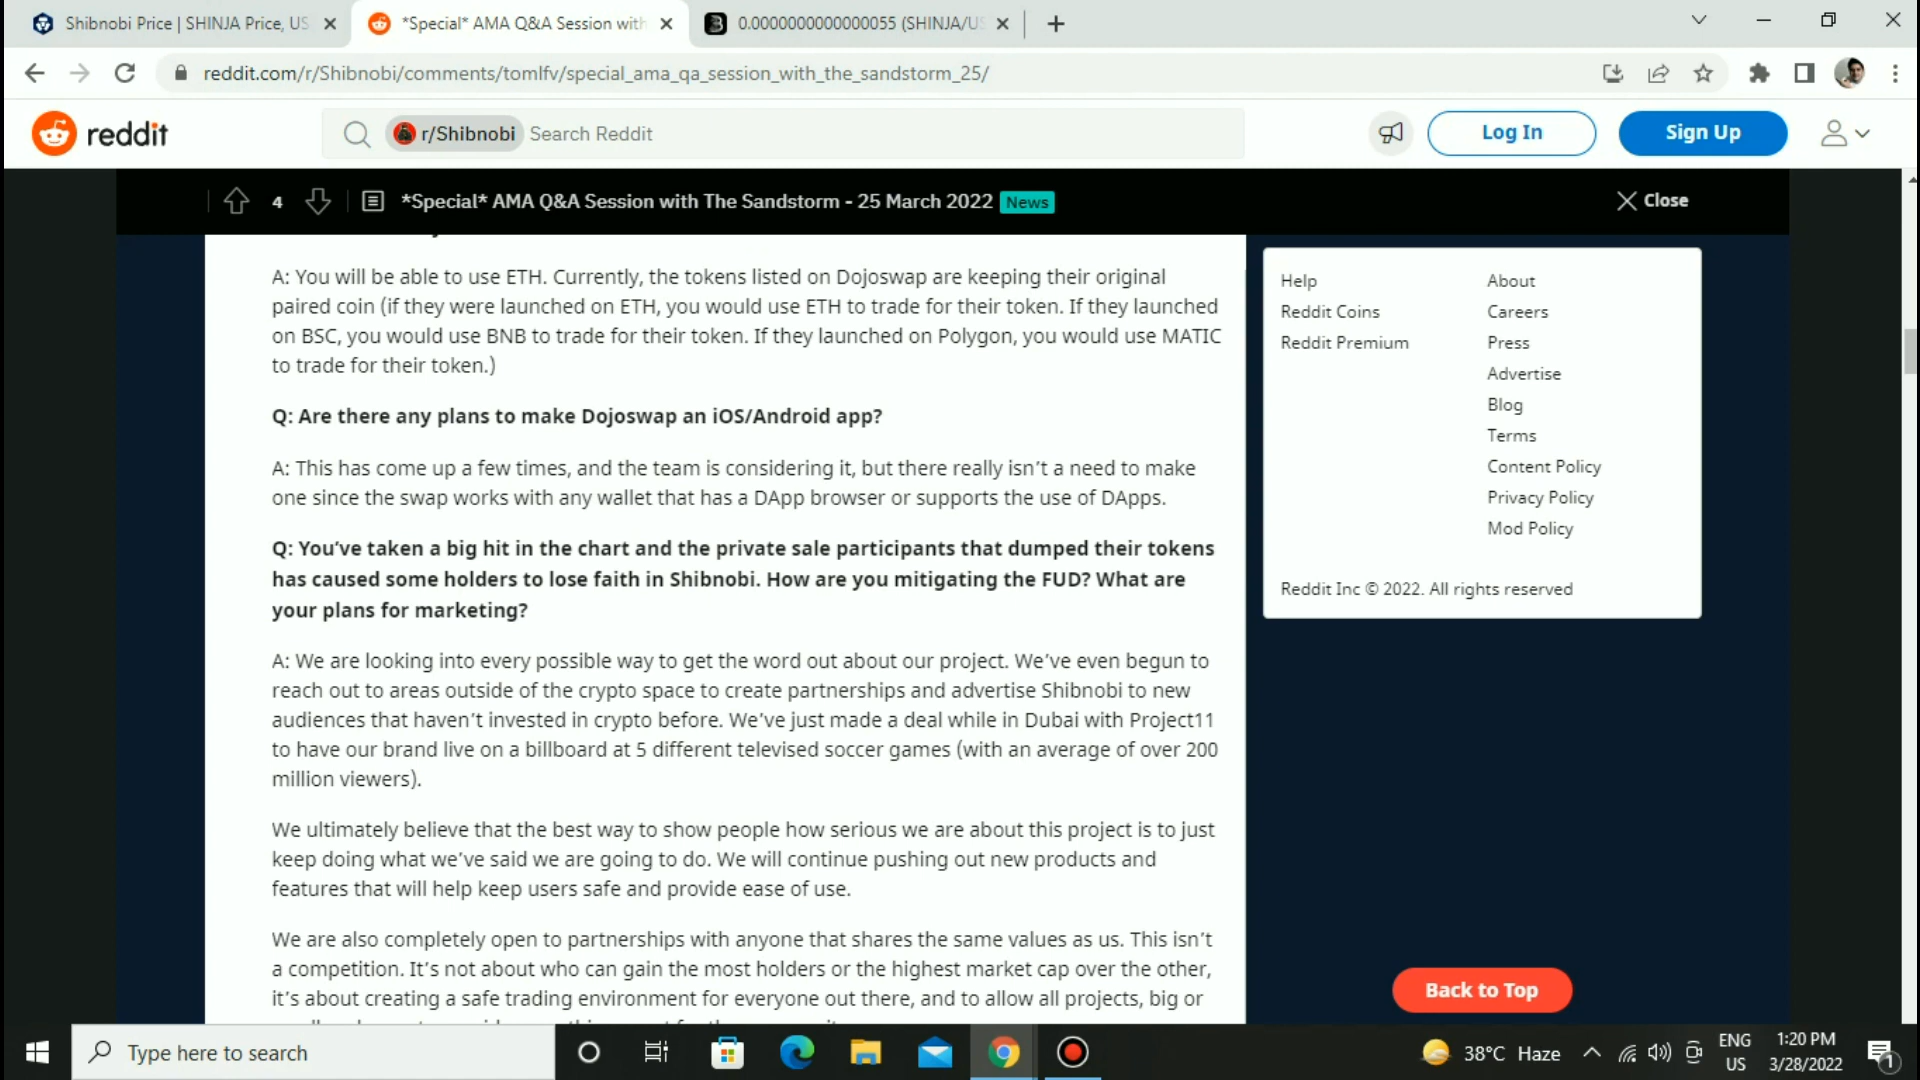 Shibnobi Price | SHINJA Price, US
*Special* AMA Q&A Session with
0.0000000000000055 (SHINJA/US
reddit.com/r/Shibnobi/comments/tomlfv/special_ama_qa_session_with_the_sandstorm_25/
reddit
r/Shibnobi Search Reddit
Log In
Sign Up
4
*Special* AMA Q&A Session with The Sandstorm - 25 March 2022 News
Close
A: You will be able to use ETH. Currently, the tokens listed on Dojoswap are keeping their original
paired coin (if they were launched on ETH, you would use ETH to trade for their token. If they launched
on BSC, you would use BNB to trade for their token. If they launched on Polygon, you would use MATIC
to trade for their token.)
Q: Are there any plans to make Dojoswap an iOS/Android app?
A: This has come up a few times, and the team is considering it, but there really isn't a need to make
one since the swap works with any wallet that has a DApp browser or supports the use of DApps.
Q: You've taken a big hit in the chart and the private sale participants that dumped their tokens
has caused some holders to lose faith in Shibnobi. How are you mitigating the FUD? What are
your plans for marketing?
A: We are looking into every possible way to get the word out about our project. We've even begun to
reach out to areas outside of the crypto space to create partnerships and advertise Shibnobi to new
audiences that haven't invested in crypto before. We've just made a deal while in Dubai with Project11
to have our brand live on a billboard at 5 different televised soccer games (with an average of over 200
million viewers).
We ultimately believe that the best way to show people how serious we are about this project is to just
keep doing what we've said we are going to do. We will continue pushing out new products and
features that will help keep users safe and provide ease of use.
We are also completely open to partnerships with anyone that shares the same values as us. This isn't
a competition. It's not about who can gain the most holders or the highest market cap over the other,
it's about creating a safe trading environment for everyone out there, and to allow all projects, big or
Help
Reddit Coins
Reddit Premium
About
Careers
Press
Advertise
Blog
Terms
Content Policy
Privacy Policy
Mod Policy
Reddit Inc © 2022. All rights reserved
Back to Top
Type here to search
38°C Haze
ENG
US
1:20 PM
3/28/2022
1